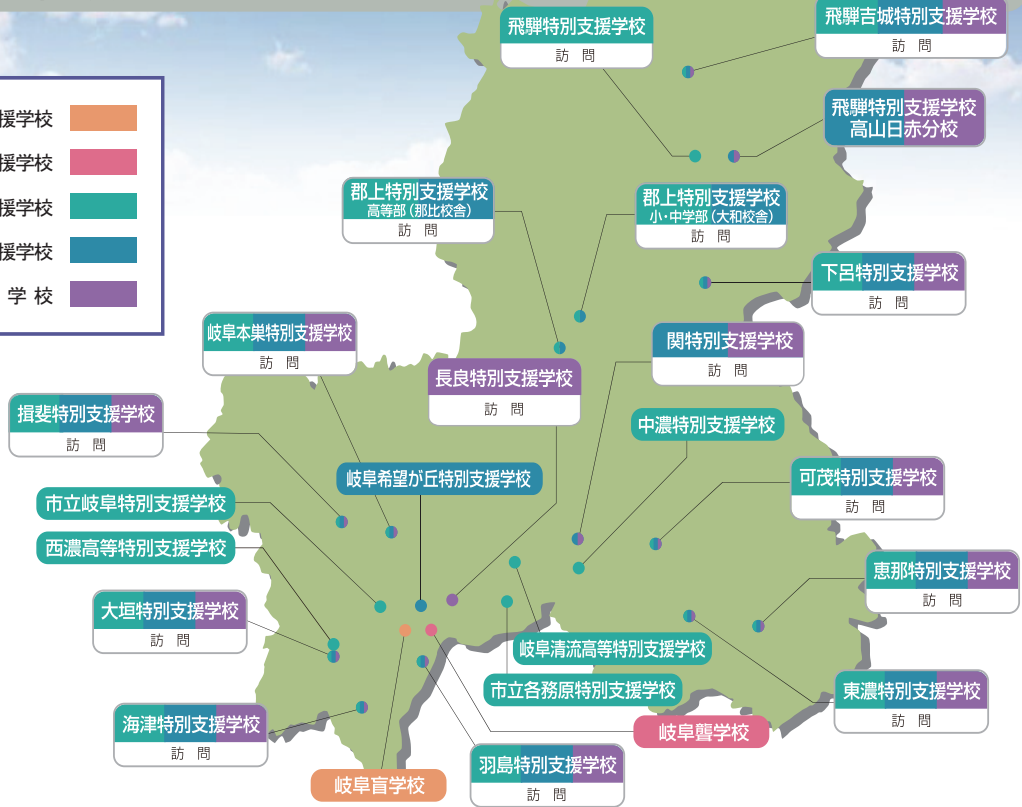 援学校
援学校
援学校
援学校
学 校
飛騨特別支援学校
訪 問
飛騨吉城特別支援学校
訪 問
飛騨特別支援学校
高山日赤分校
郡上特別支援学校
高等部（那比校舎）
訪 問
郡上特別支援学校
小・中学部（大和校舎）
訪 問
下呂特別支援学校
訪 問
岐阜本巣特別支援学校
訪 問
関特別支援学校
訪 問
長良特別支援学校
訪 問
揖斐特別支援学校
訪 問
中濃特別支援学校
岐阜希望が丘特別支援学校
可茂特別支援学校
訪 問
市立岐阜特別支援学校
西濃高等特別支援学校
恵那特別支援学校
訪 問
大垣特別支援学校
訪 問
岐阜清流高等特別支援学校
市立各務原特別支援学校
東濃特別支援学校
訪 問
海津特別支援学校
訪 問
岐阜聾学校
羽島特別支援学校
訪 問
岐阜盲学校